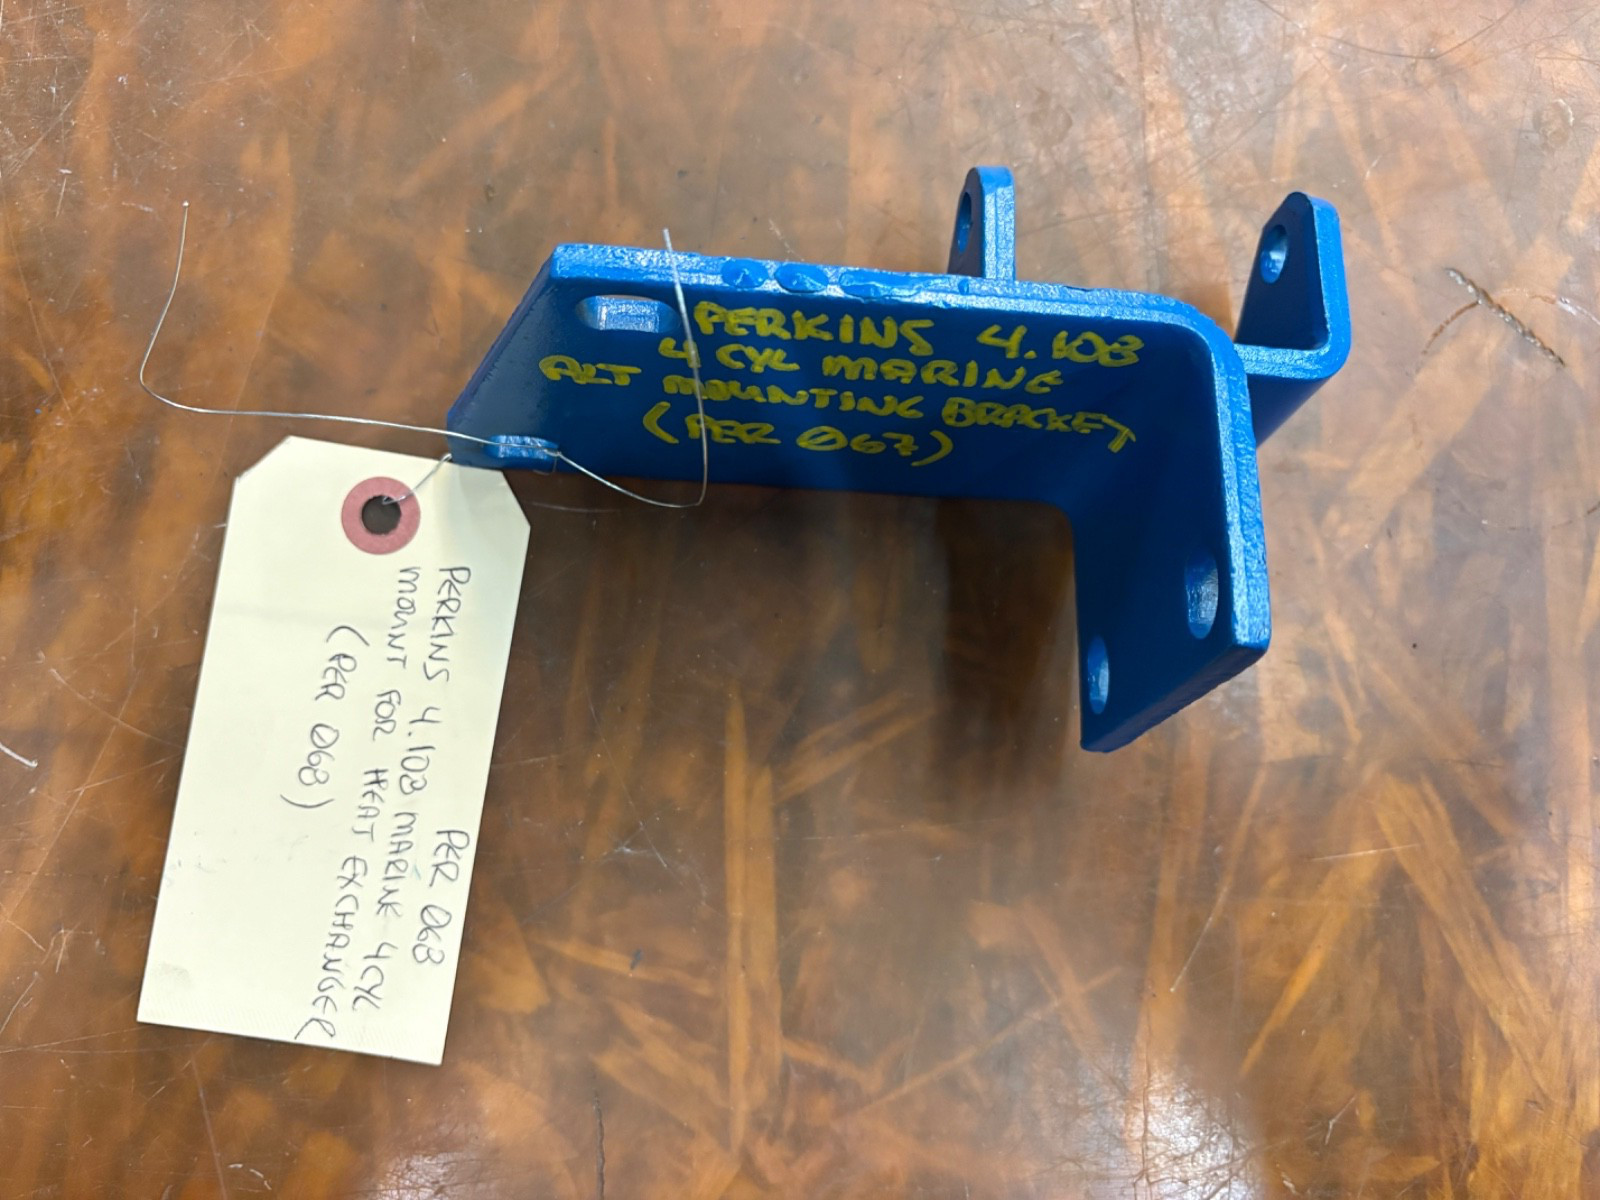 PERKINS 4.108
4 CYL MARINE
ALT MOUNTING BRACKET
(PER 067)
PER 068
PERKINS 4.108 MARINE 4CYL
MOUNT FOR HEAT EXCHANGER
(PER 068)